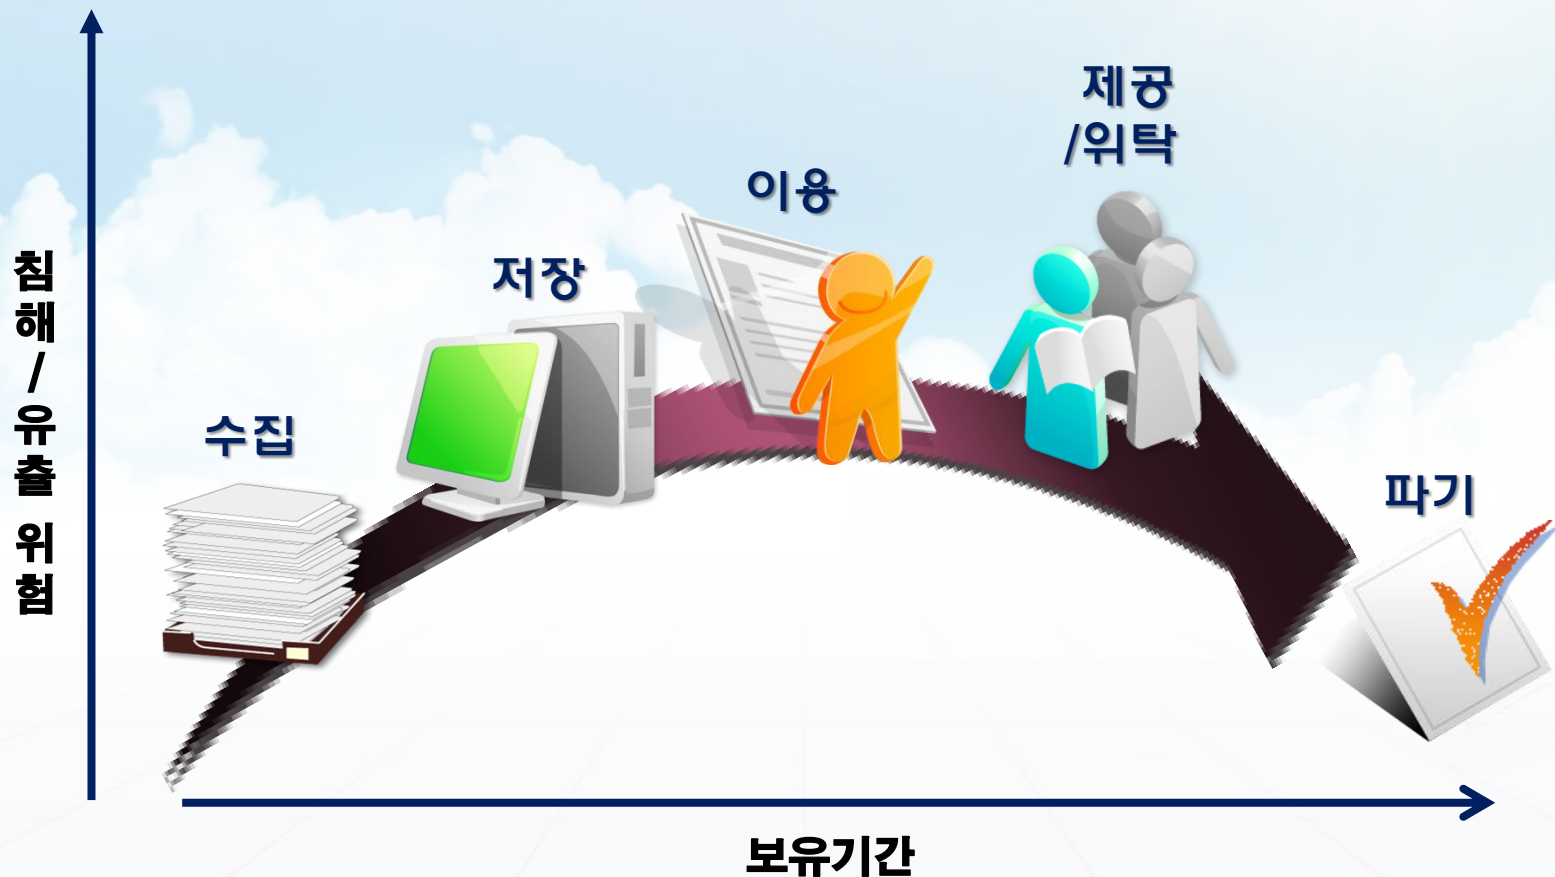 제공
/위탁
이용
저장
수집
파기
침해/유출 위험
보유기간